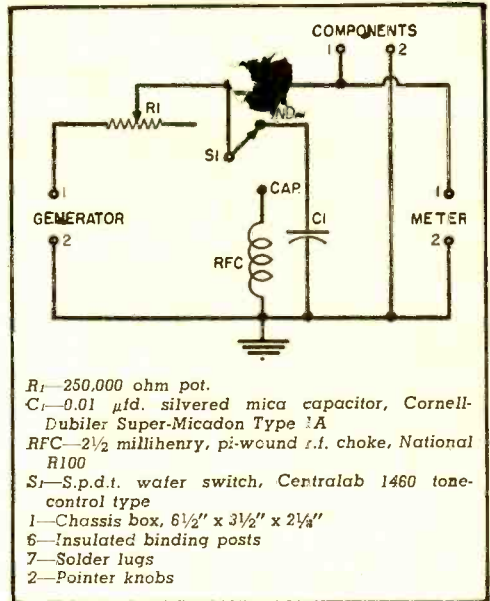 COMPONENTS
1 2
R1
IND.
S1
CAP.
C1
1
GENERATOR
2
RFC
1
METER
2
R1—250,000 ohm pot.
C1—0.01 μfd. silvered mica capacitor, Cornell-
Dubilier Super-Micadon Type 1A
RFC—2½ millihenry, pi-wound r.f. choke, National
R100
S1—S.p.d.t. wafer switch, Centralab 1460 tone-
control type
1—Chassis box, 6½" x 3½" x 2⅛"
6—Insulated binding posts
7—Solder lugs
2—Pointer knobs